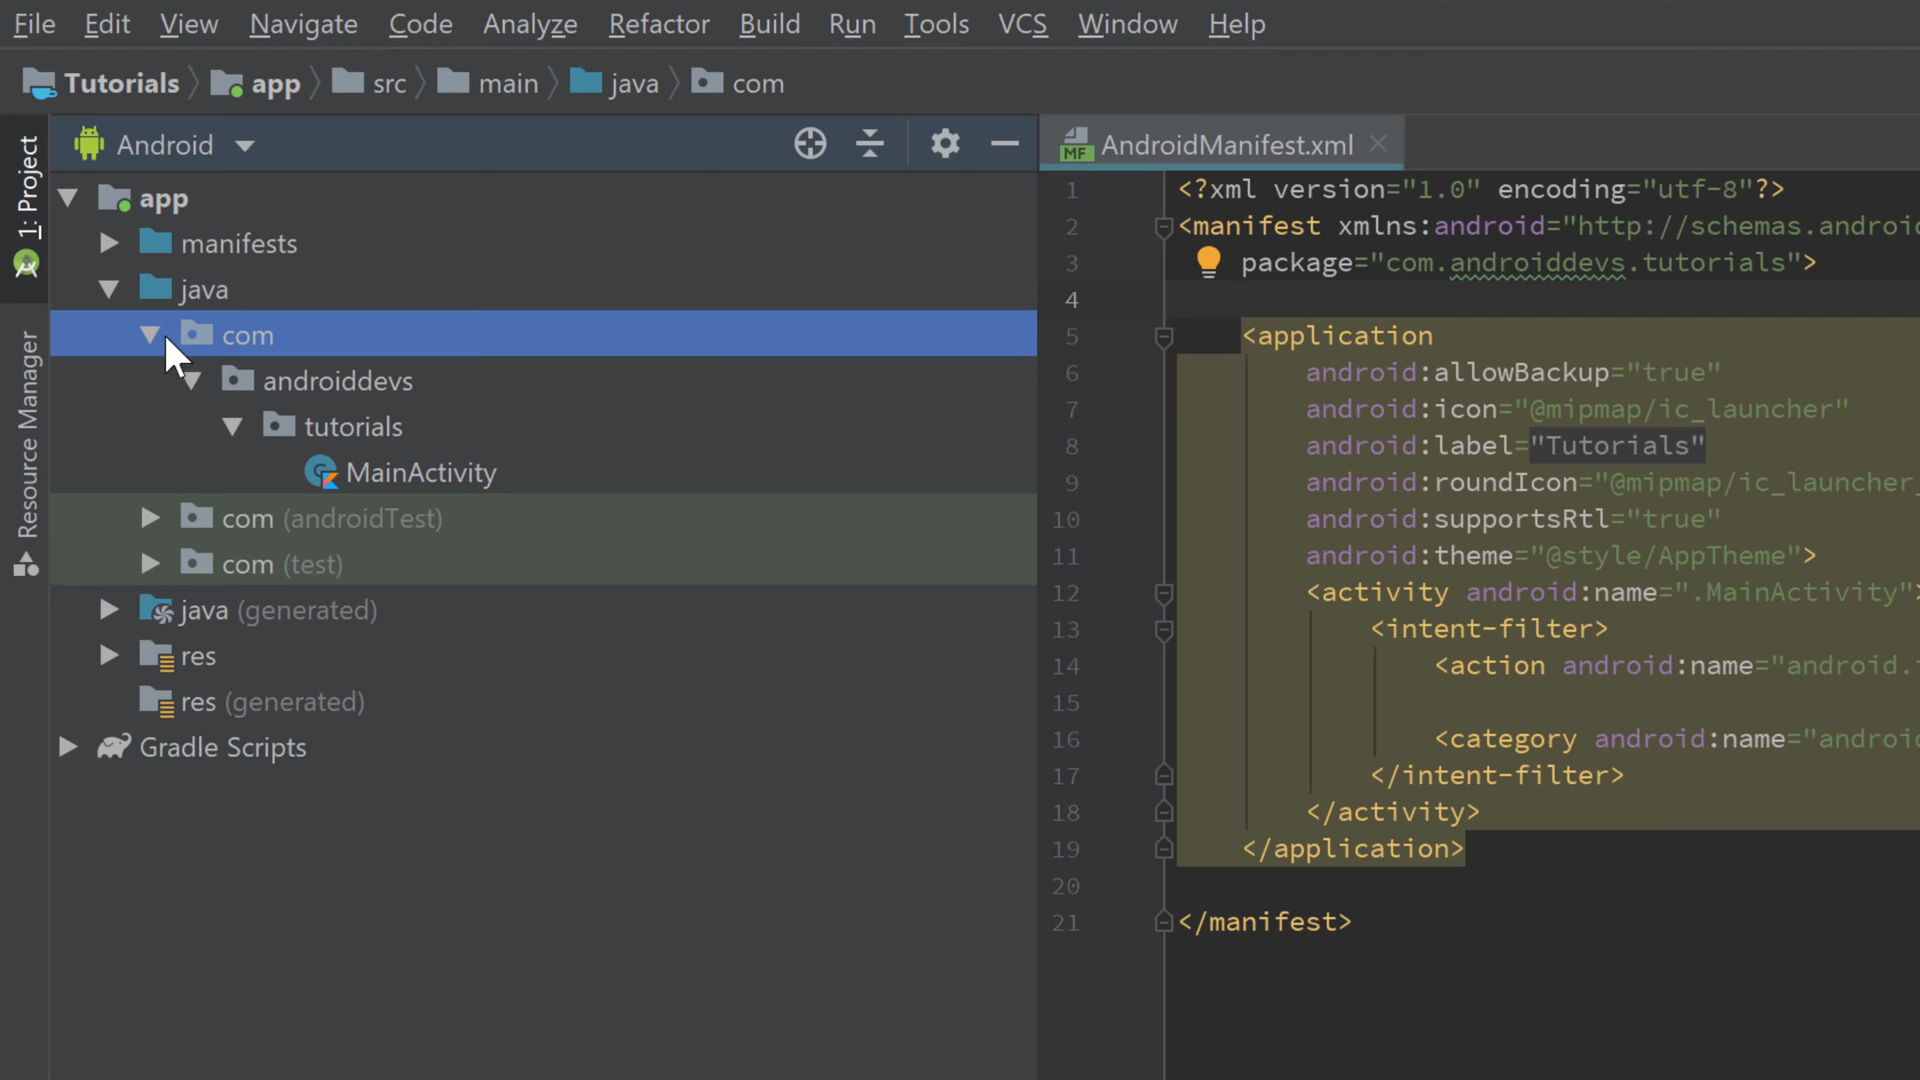 File Edit View Navigate Code Analyze Refactor Build Run Tools VCS Window Help
Tutorials app src main java com
1: Project
Resource Manager
Android
app
manifests
java
com
androiddevs
tutorials
MainActivity
com (androidTest)
com (test)
java (generated)
res
res (generated)
Gradle Scripts
MF AndroidManifest.xml
1 <?xml version="1.0" encoding="utf-8"?>
2 <manifest xmlns:android="http://schemas.android
3 package="com.androiddevs.tutorials">
4
5 <application
6 android:allowBackup="true"
7 android:icon="@mipmap/ic_launcher"
8 android:label="Tutorials"
9 android:roundIcon="@mipmap/ic_launcher_
10 android:supportsRtl="true"
11 android:theme="@style/AppTheme">
12 <activity android:name=".MainActivity">
13 <intent-filter>
14 <action android:name="android.
15
16 <category android:name="android
17 </intent-filter>
18 </activity>
19 </application>
20
21 </manifest>